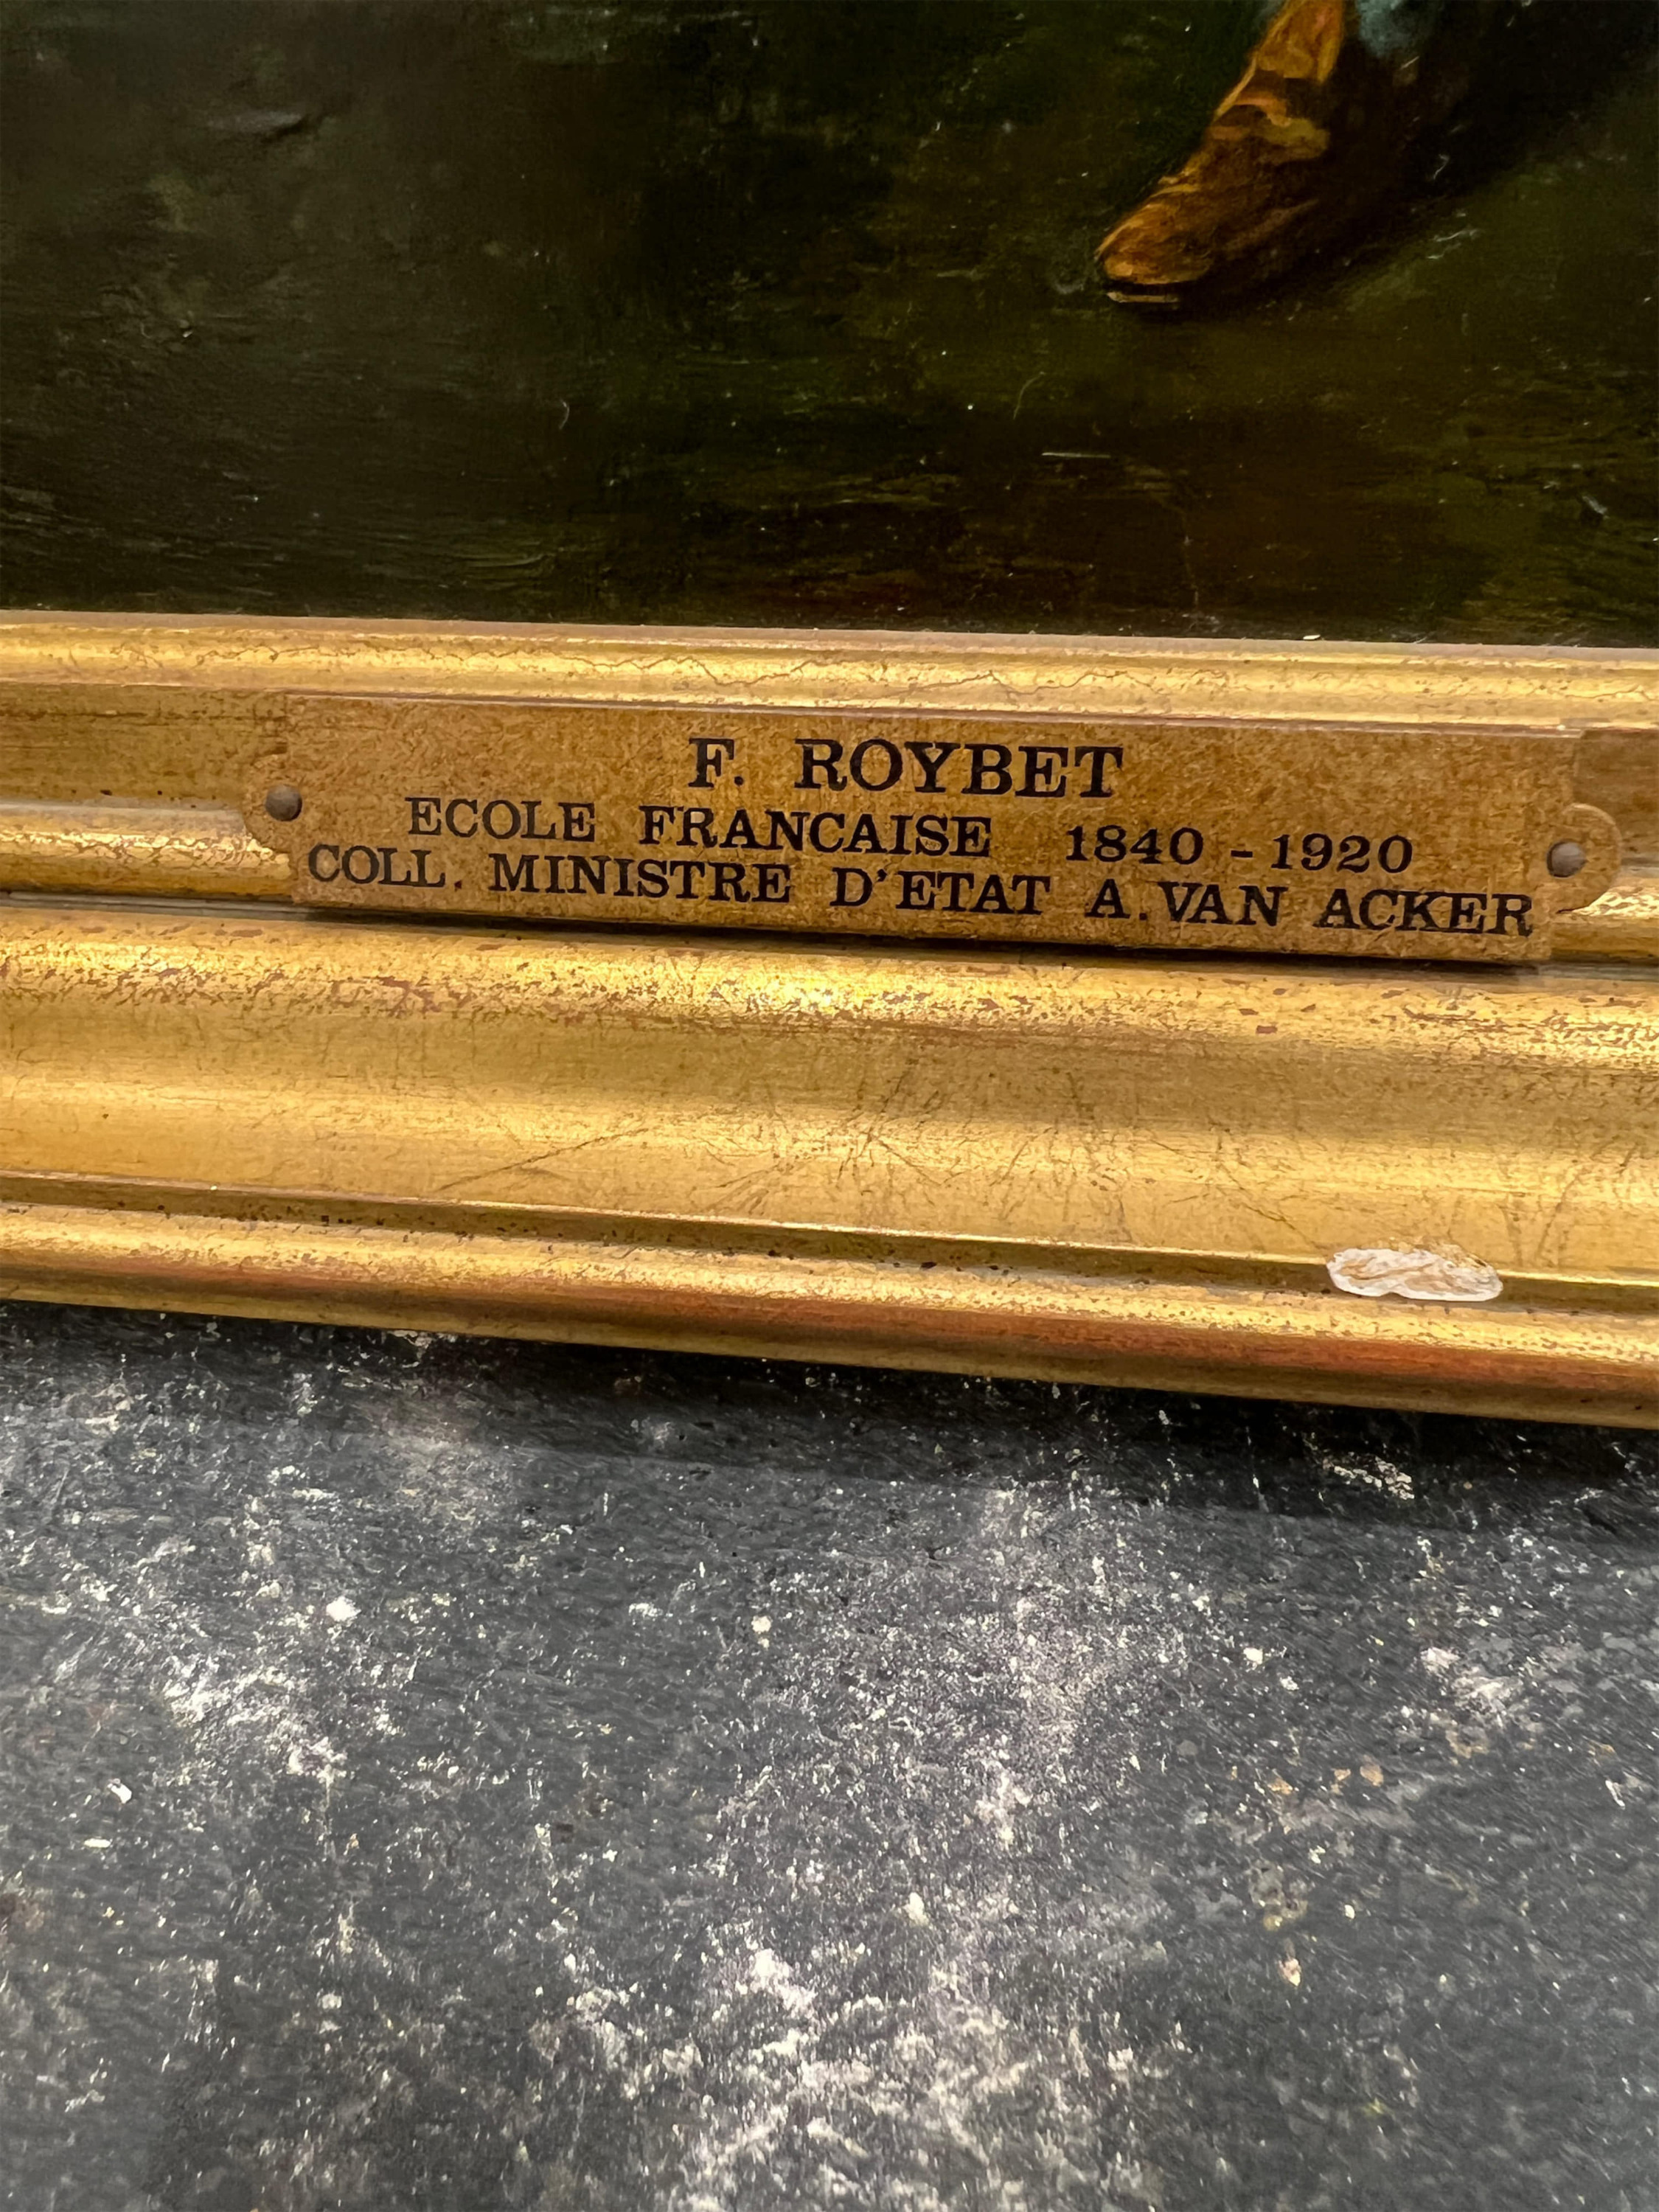 F. ROYBET
ECOLE FRANCAISE 1840 - 1920
COLL. MINISTRE D'ETAT A. VAN ACKER